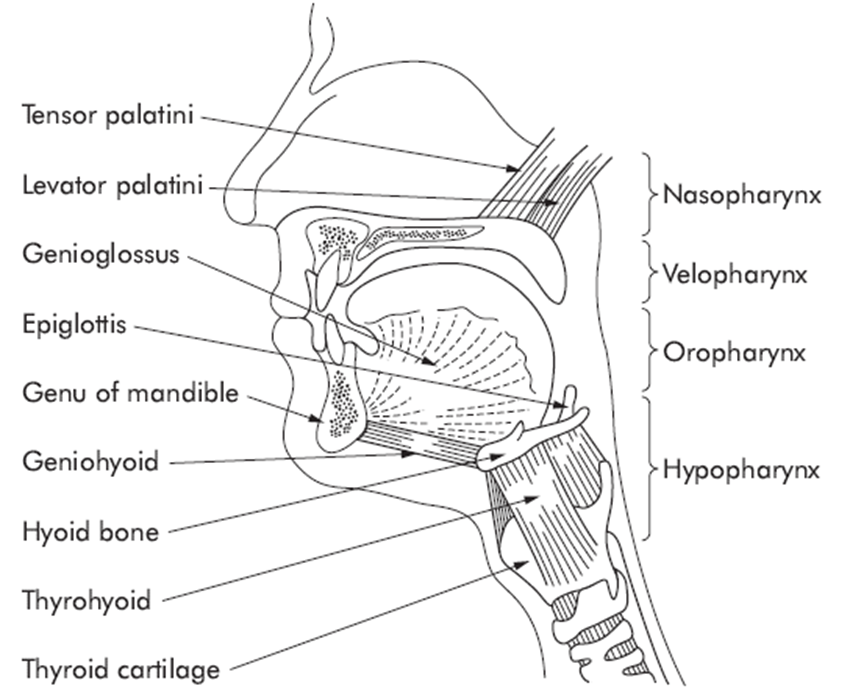 Tensor palatini
Levator palatini
Genioglossus
Epiglottis
Genu of mandible
Geniohyoid
Hyoid bone
Thyrohyoid
Thyroid cartilage
Nasopharynx
Velopharynx
Oropharynx
Hypopharynx